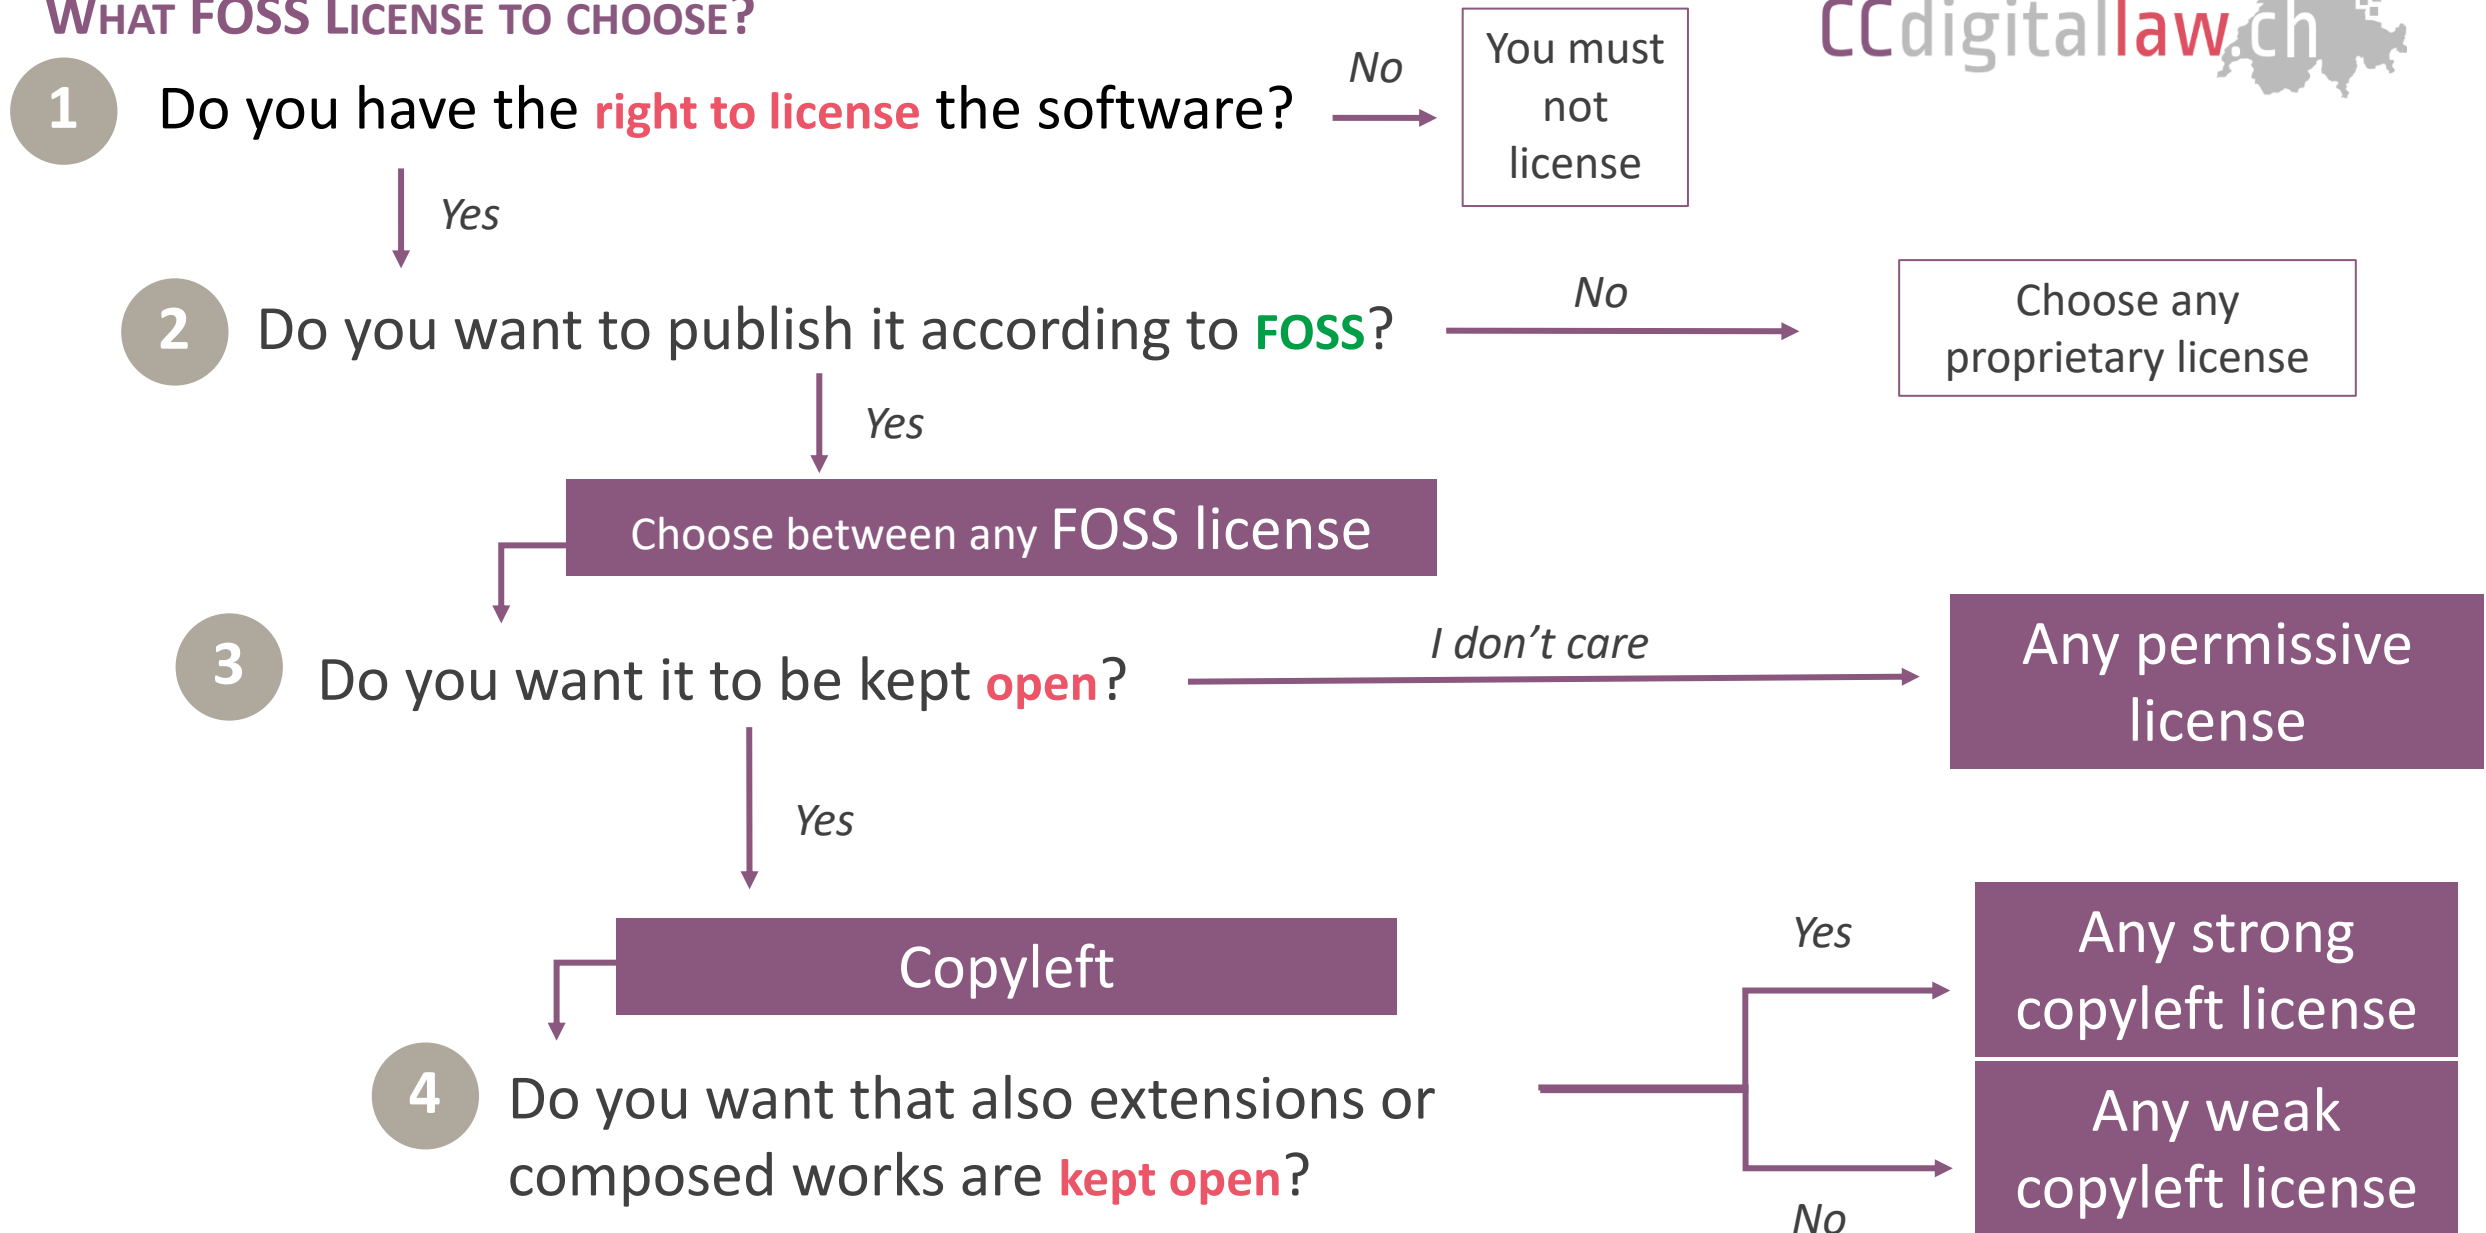 WHAT FOSS LICENSE TO CHOOSE?
CCdigitallaw.ch
1
Do you have the right to license the software?
No
You must
not
license
Yes
2
Do you want to publish it according to FOSS?
No
Choose any
proprietary license
Yes
Choose between any FOSS license
3
Do you want it to be kept open?
I don’t care
Any permissive
license
Yes
Copyleft
4
Do you want that also extensions or
composed works are kept open?
Yes
Any strong
copyleft license
No
Any weak
copyleft license